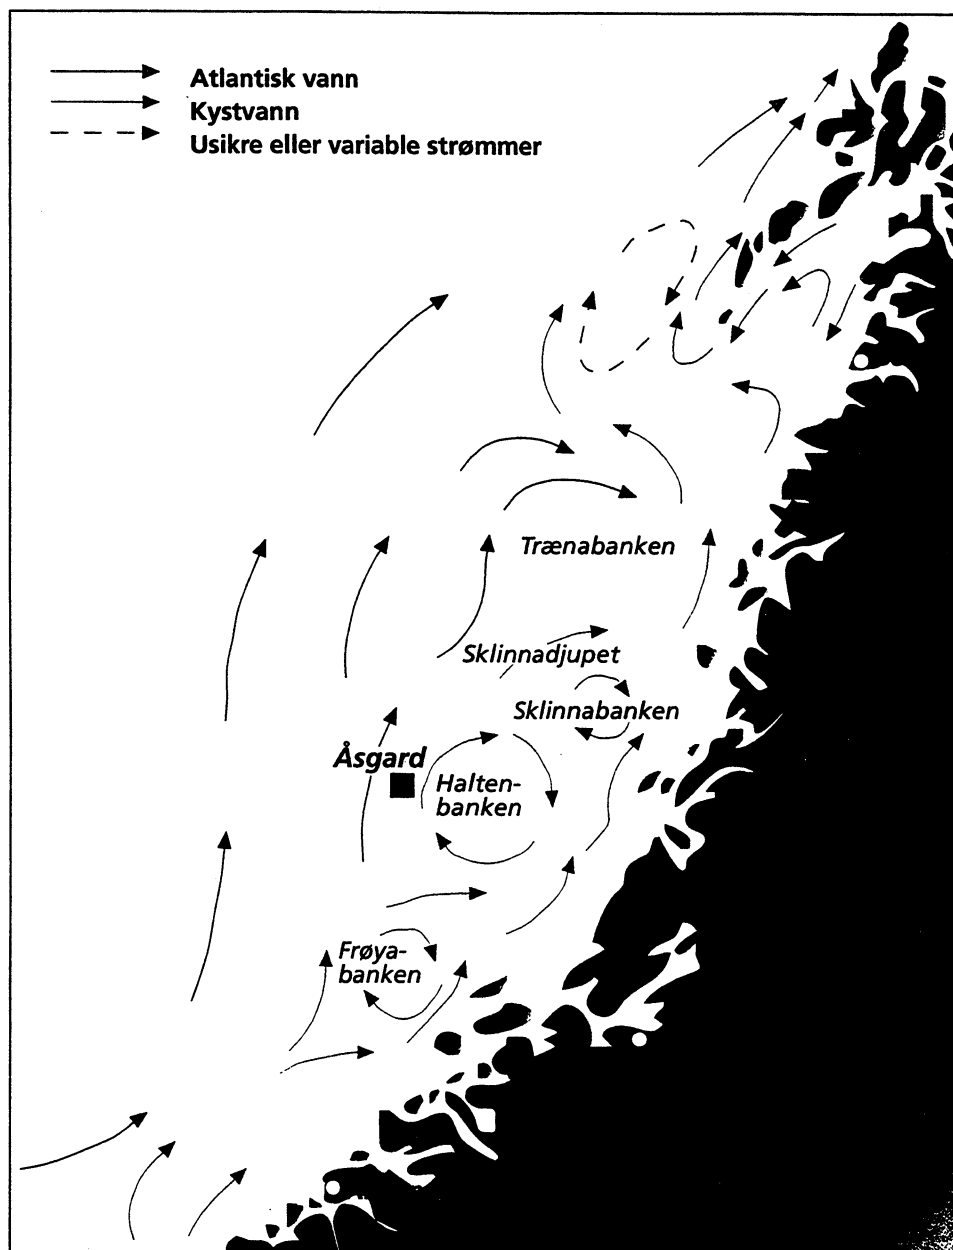 Atlantisk vann
Kystvann
Usikre eller variable strømmer
Trænabanken
Sklinnadjupet
Sklinnabanken
Åsgard
Halten-
banken
Frøya-
banken